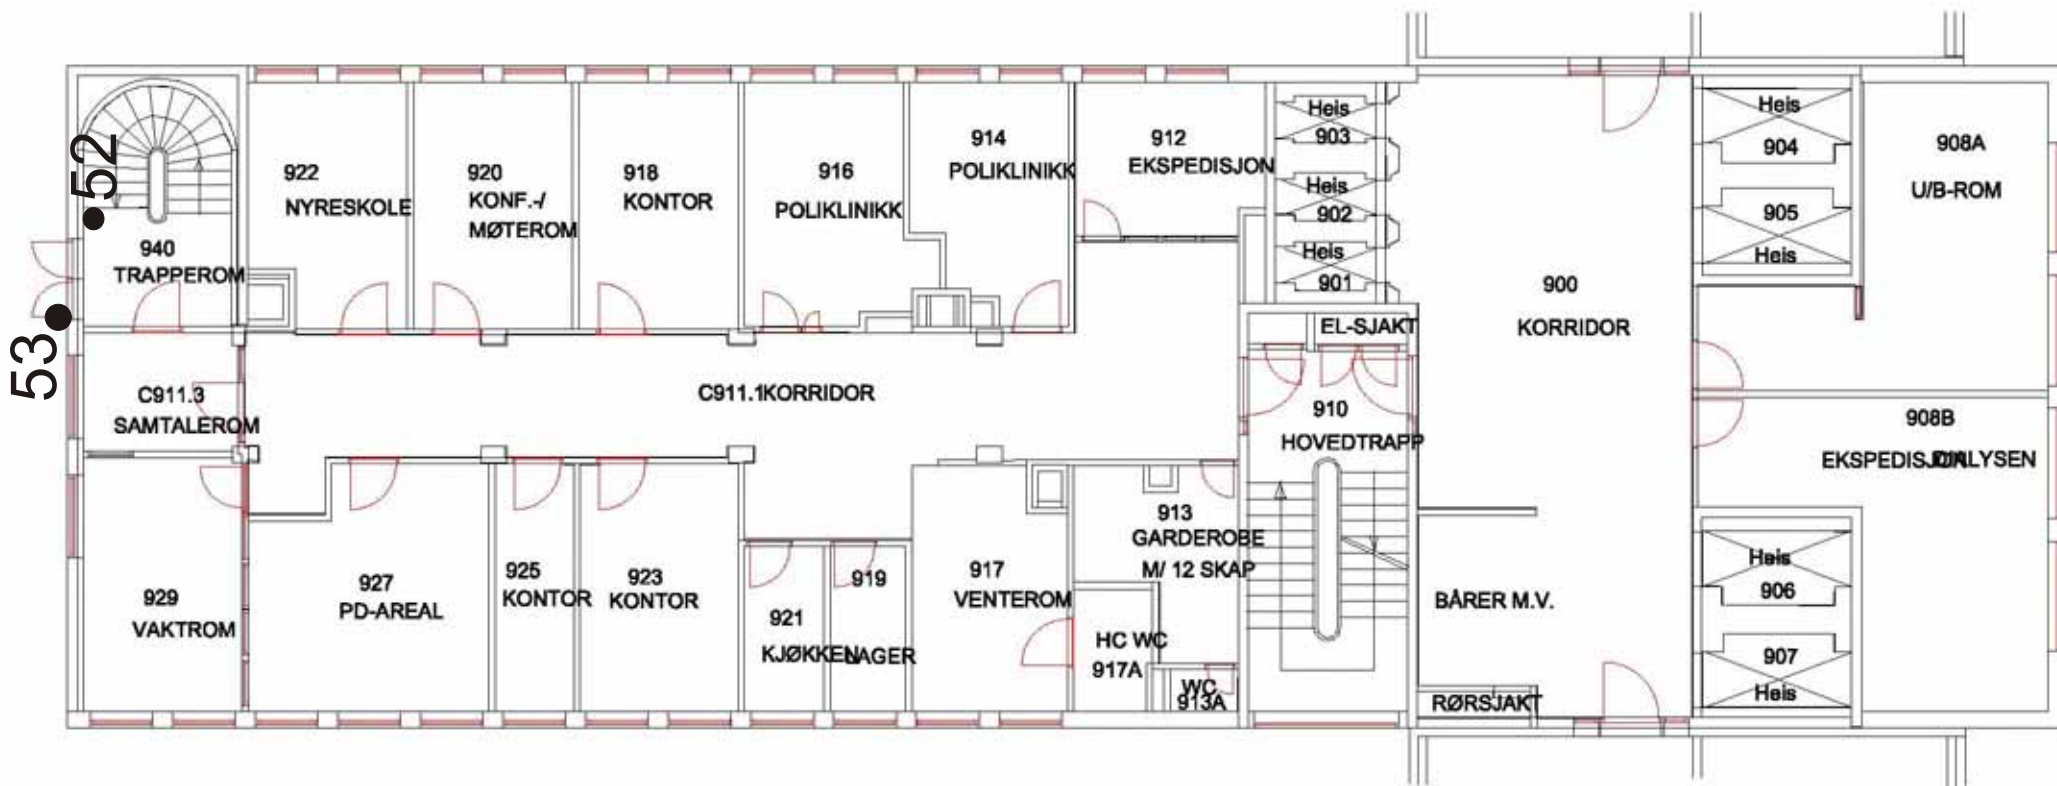 52
53
940
TRAPPEROM
922
NYRESKOLE
920
KONF.-/
MØTEROM
918
KONTOR
916
POLIKLINIKK
914
POLIKLINIKK
912
EKSPEDISJON
Heis
903
Heis
902
Heis
901
EL-SJAKT
900
KORRIDOR
Heis
904
905
Heis
908A
U/B-ROM
C911.3
SAMTALEROM
C911.1KORRIDOR
910
HOVEDTRAPP
908B
EKSPEDISJON DIALYSEN
929
VAKTROM
927
PD-AREAL
925
KONTOR
923
KONTOR
921
KJØKKEN
919
LAGER
917
VENTEROM
913
GARDEROBE
M/ 12 SKAP
HC WC
917A
WC
913A
BÅRER M.V.
RØRSJAKT
Heis
906
907
Heis